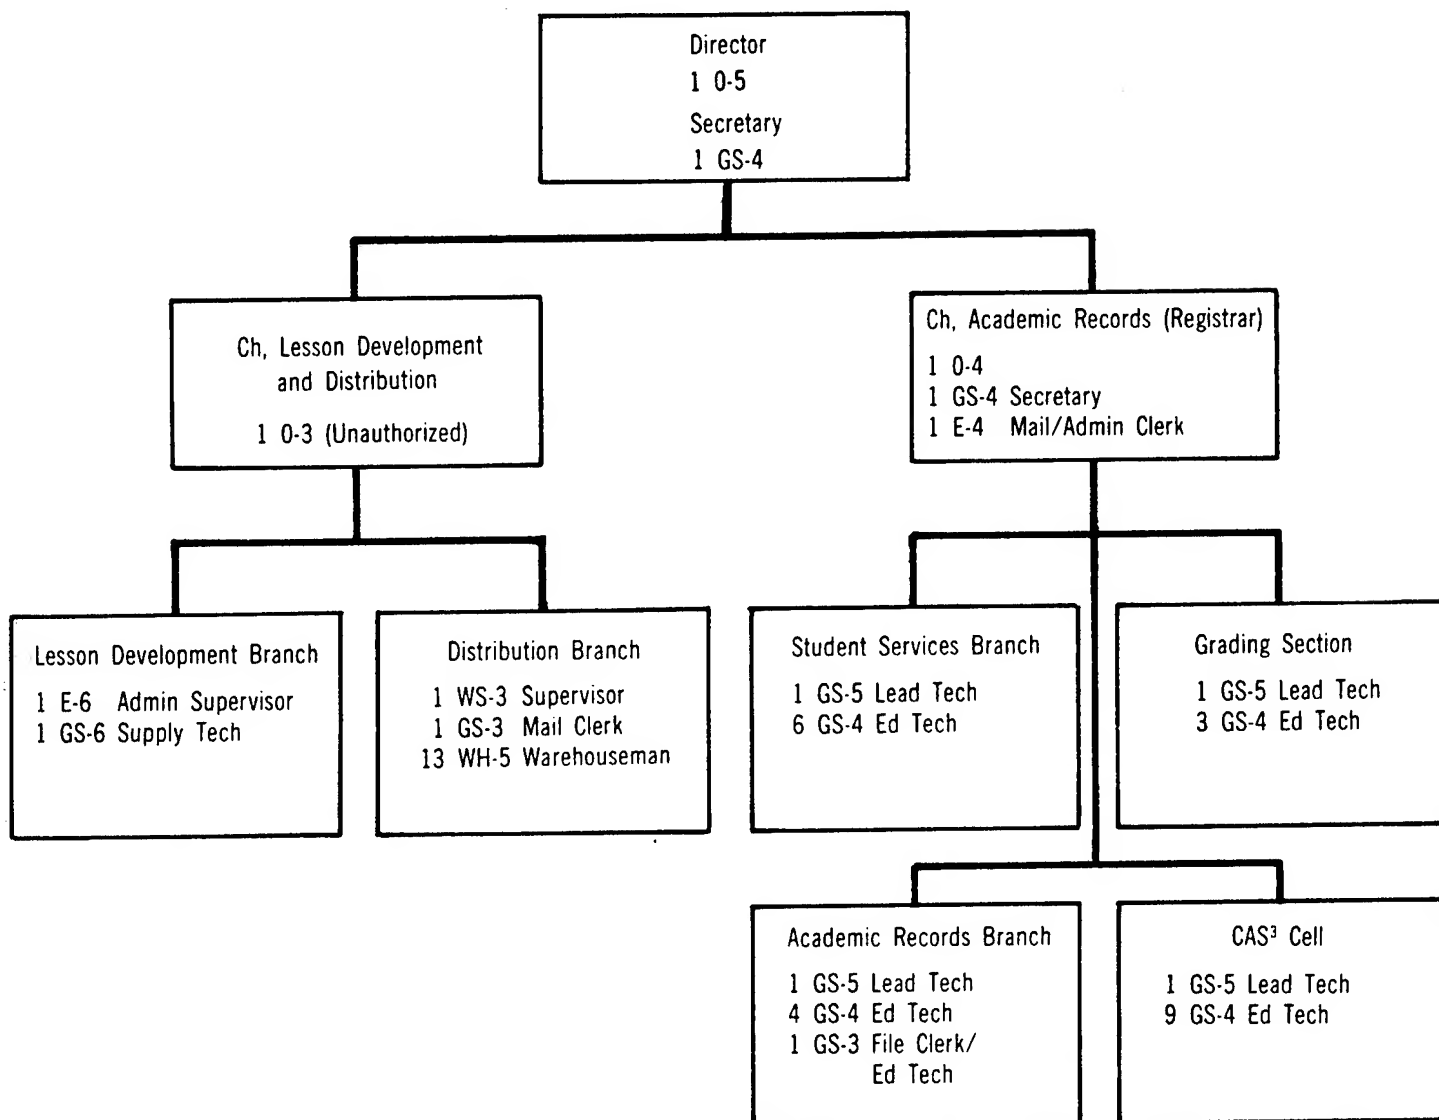 Director
1 O-5
Secretary
1 GS-4
Ch, Lesson Development
and Distribution
1 O-3 (Unauthorized)
Ch, Academic Records (Registrar)
1 O-4
1 GS-4 Secretary
1 E-4 Mail/Admin Clerk
Lesson Development Branch
1 E-6 Admin Supervisor
1 GS-6 Supply Tech
Distribution Branch
1 WS-3 Supervisor
1 GS-3 Mail Clerk
13 WH-5 Warehouseman
Student Services Branch
1 GS-5 Lead Tech
6 GS-4 Ed Tech
Grading Section
1 GS-5 Lead Tech
3 GS-4 Ed Tech
Academic Records Branch
1 GS-5 Lead Tech
4 GS-4 Ed Tech
1 GS-3 File Clerk/
Ed Tech
CAS³ Cell
1 GS-5 Lead Tech
9 GS-4 Ed Tech